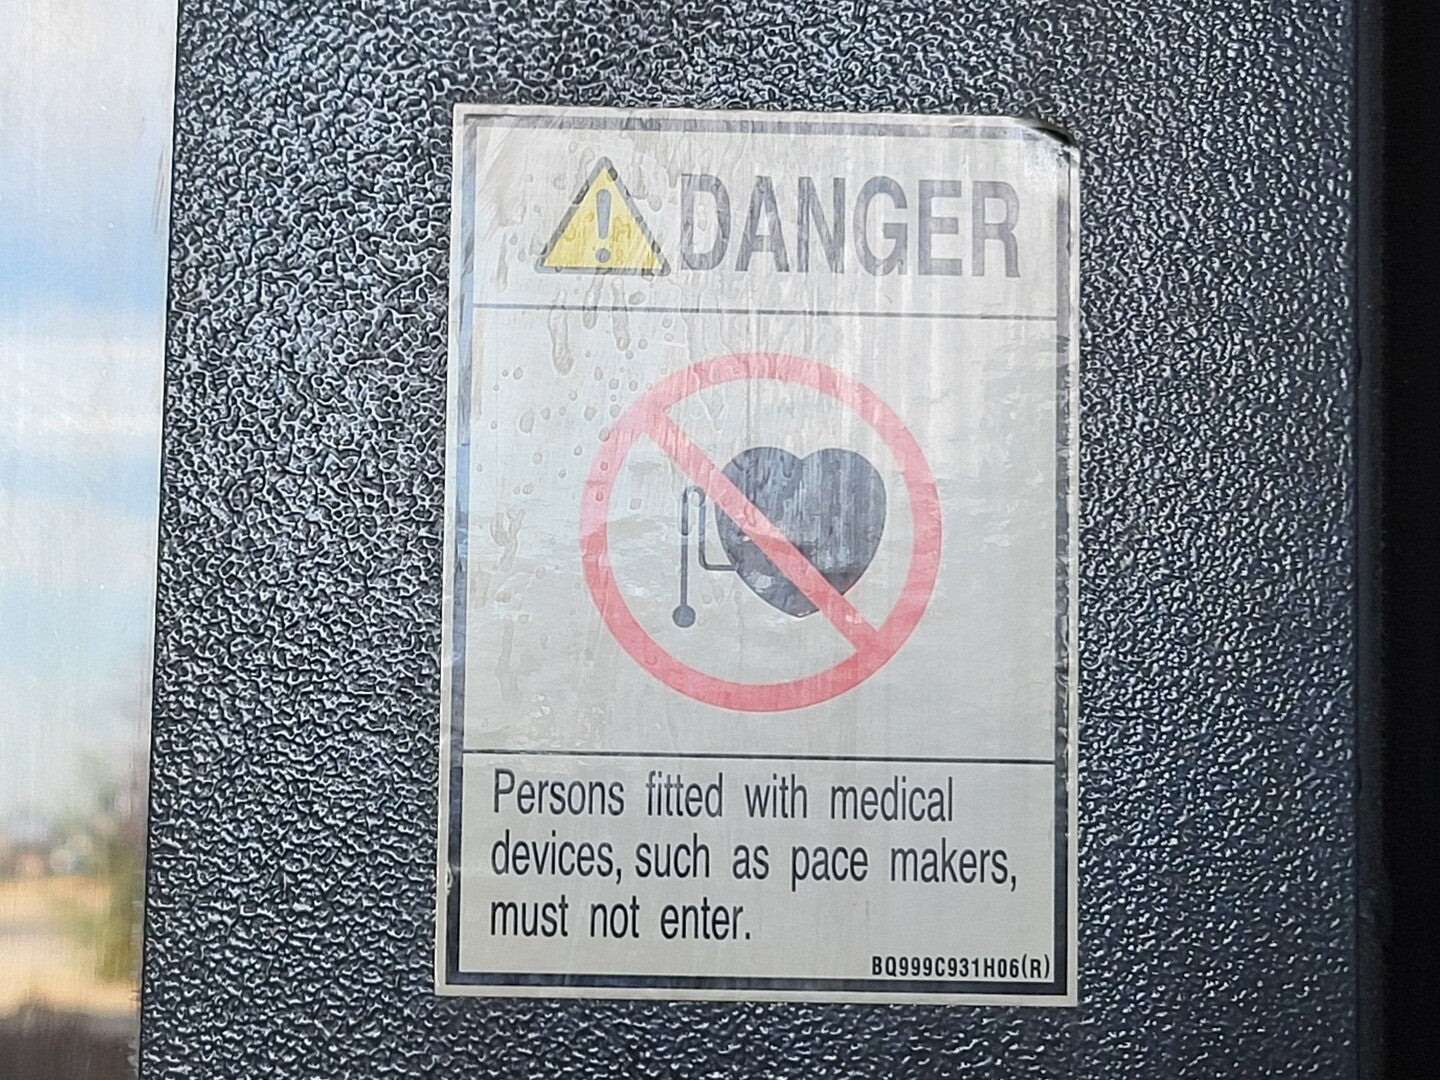 DANGER
Persons fitted with medical
devices, such as pace makers,
must not enter.
BQ999C931H06(R)